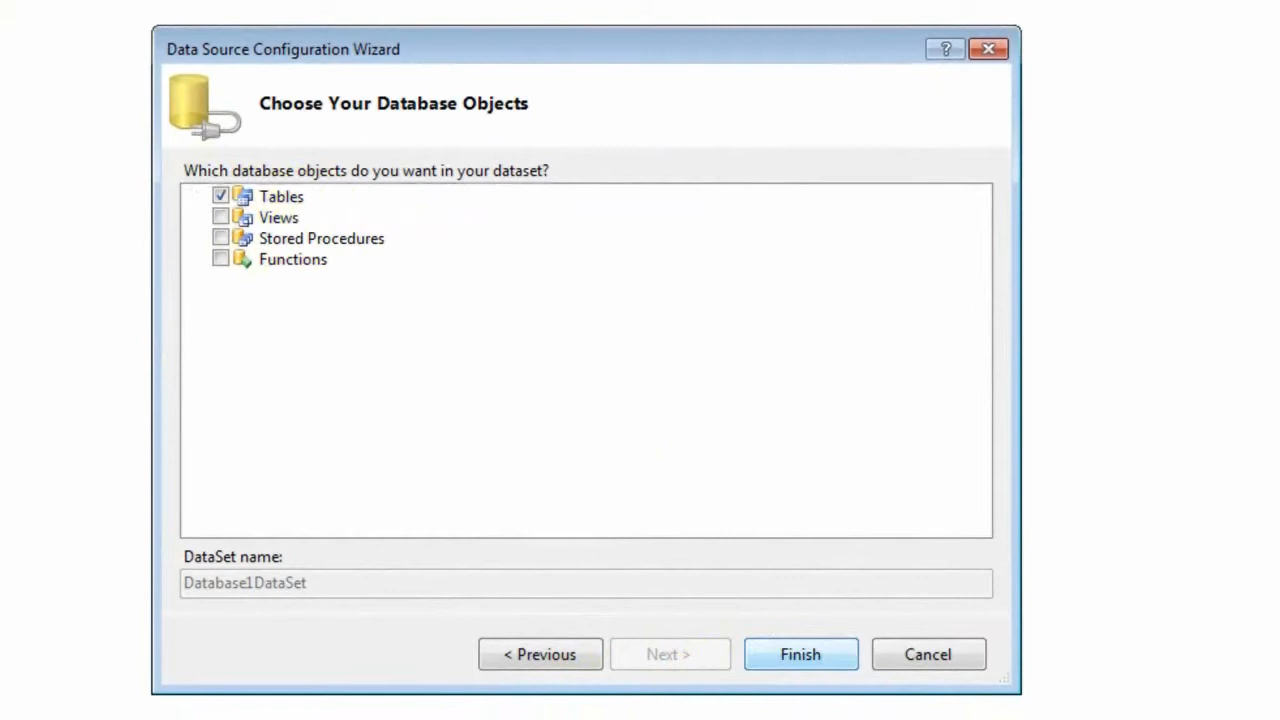 Data Source Configuration Wizard
?
Choose Your Database Objects
Which database objects do you want in your dataset?
Tables
Views
Stored Procedures
Functions
DataSet name:
Database1DataSet
< Previous
Next >
Finish
Cancel